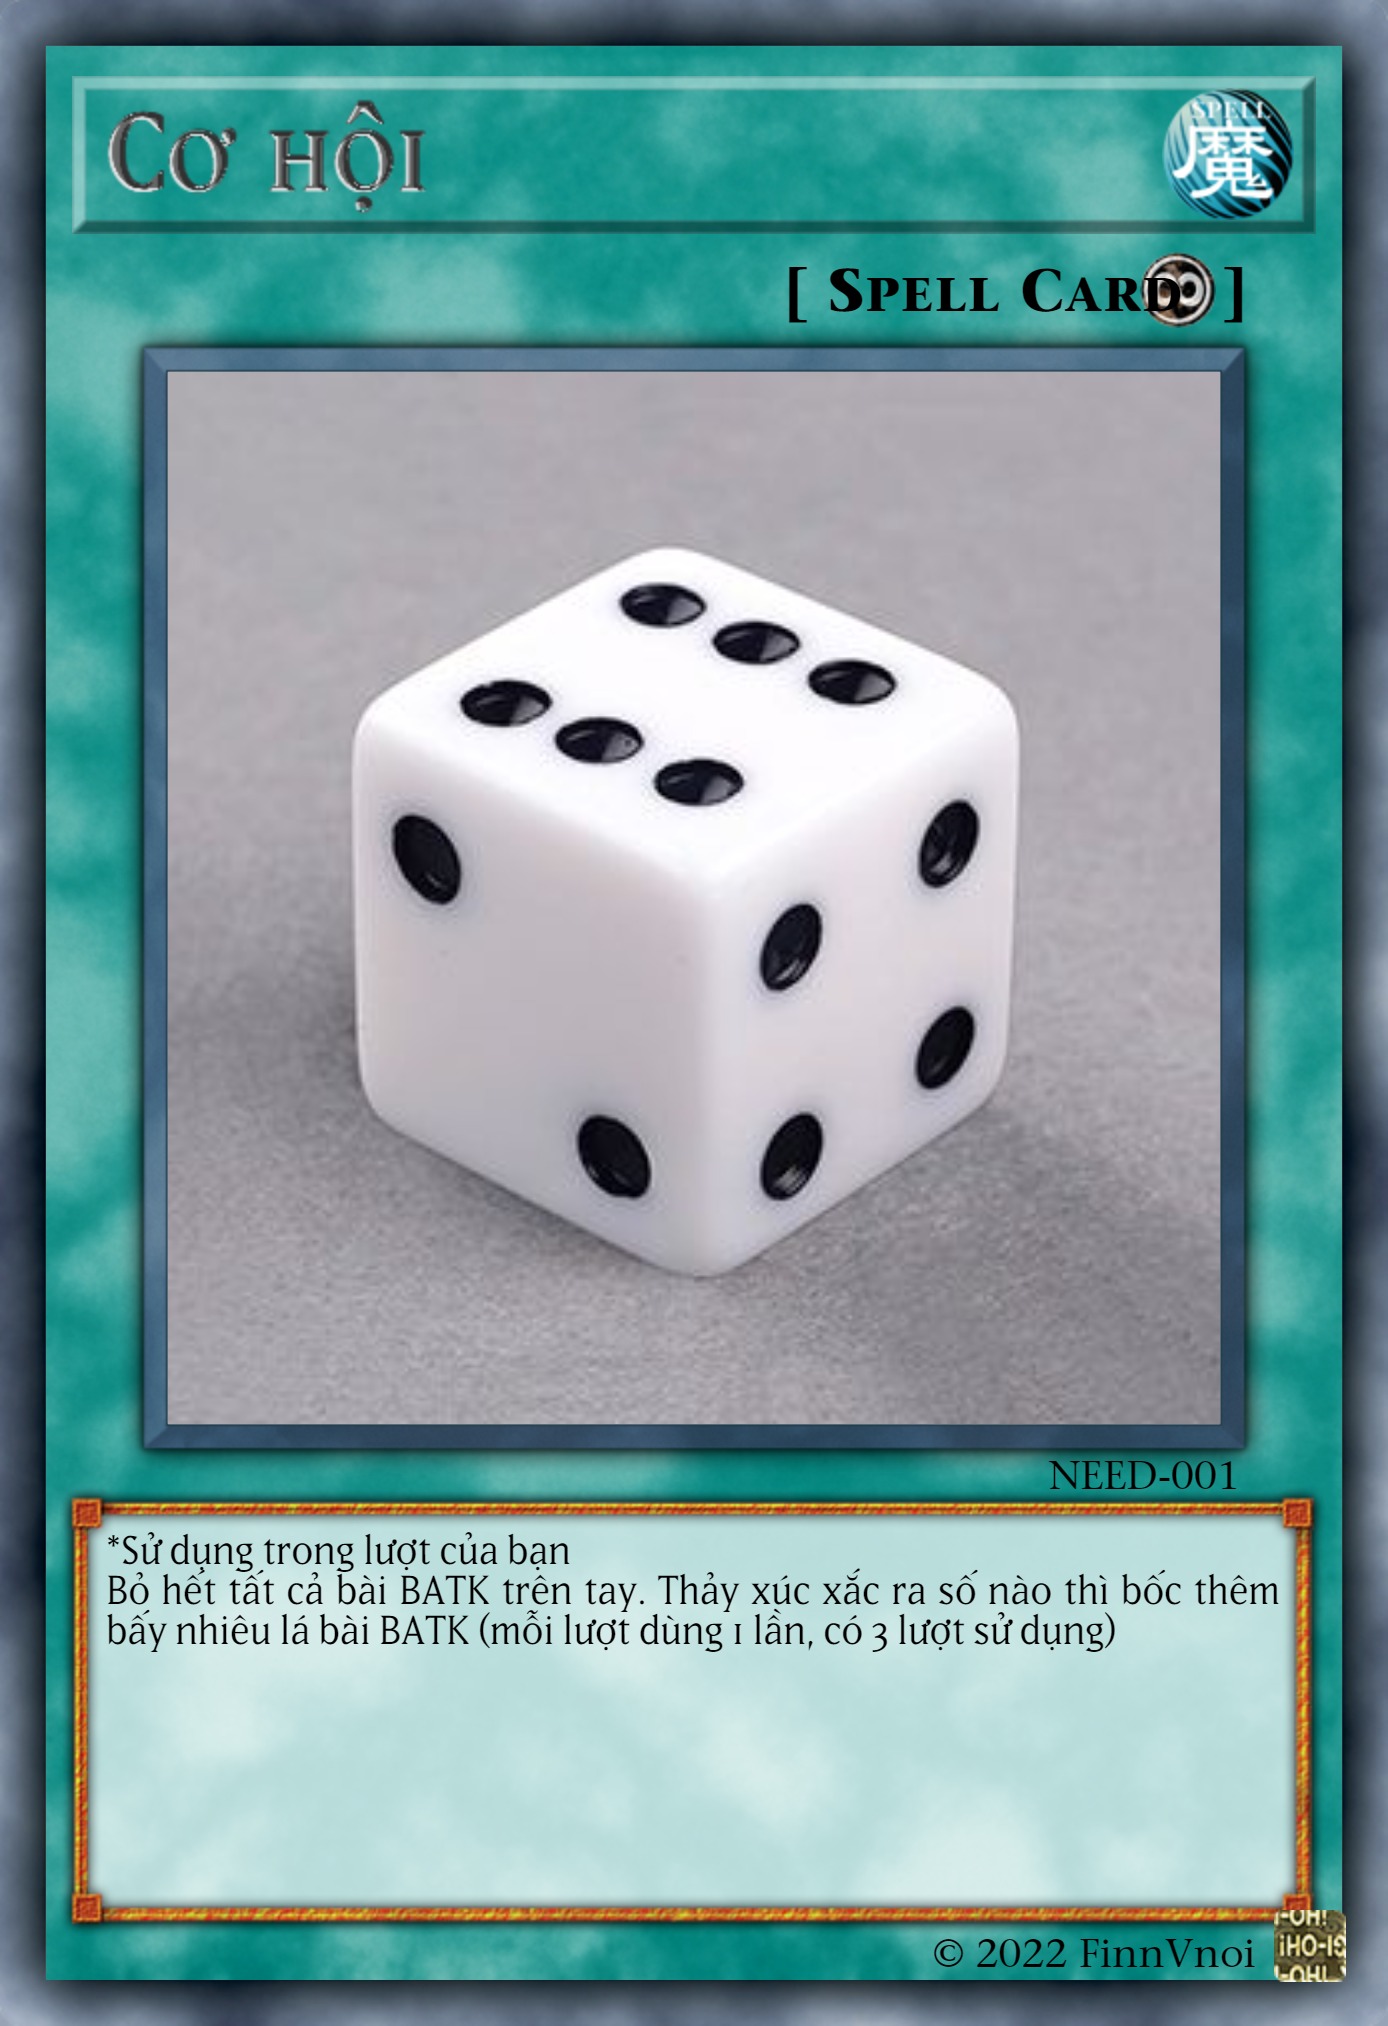 Cơ hội
SPELL
魔
[ Spell Card ]
NEED-001
*Sử dụng trong lượt của bạn
Bỏ hết tất cả bài BATK trên tay. Thảy xúc xắc ra số nào thì bốc thêm
bấy nhiêu lá bài BATK (mỗi lượt dùng 1 lần, có 3 lượt sử dụng)
© 2022 FinnVnoi